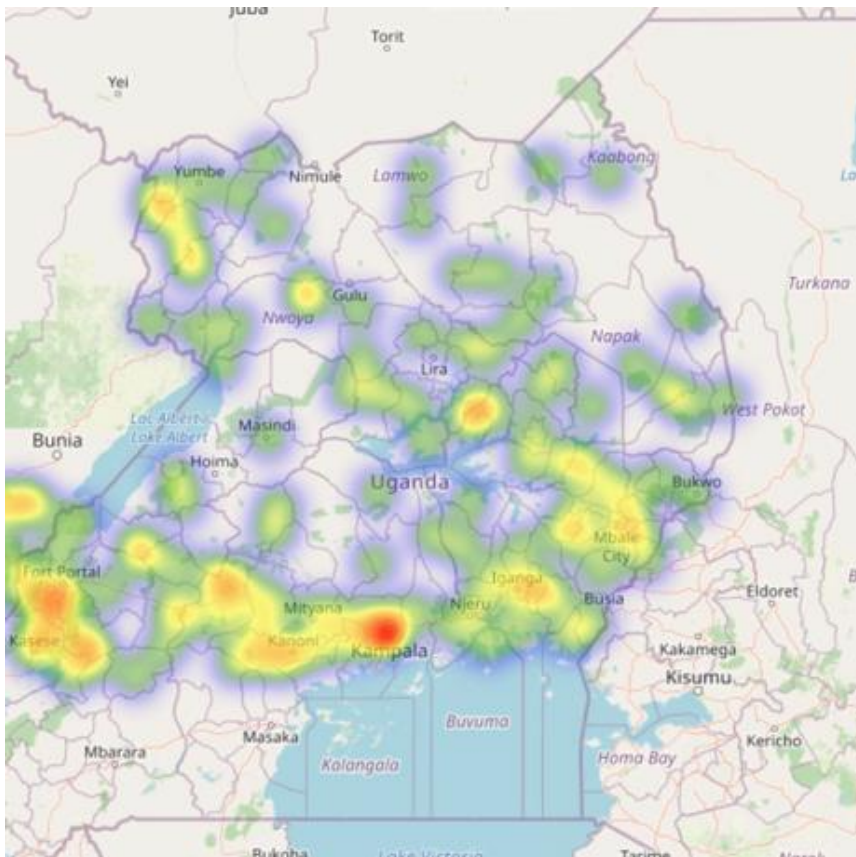 Juba
Torit
Yei
Kaabong
Yumbe
Nimule
Lamwo
Turkana
Gulu
Nwoya
Napak
Lira
West Pokot
Lac Albert
Lake Albert
Masindi
Bunia
Hoima
Uganda
Bukwo
Mbale
City
Fort Portal
Iganga
Eldoret
Mityana
Njeru
Busia
Kasese
Kanoni
Kampala
Kakamega
Kisumu
Buvuma
Masaka
Mbarara
Kericho
Kalangala
Homa Bay
Bukoba
Lake Victoria
Tarime